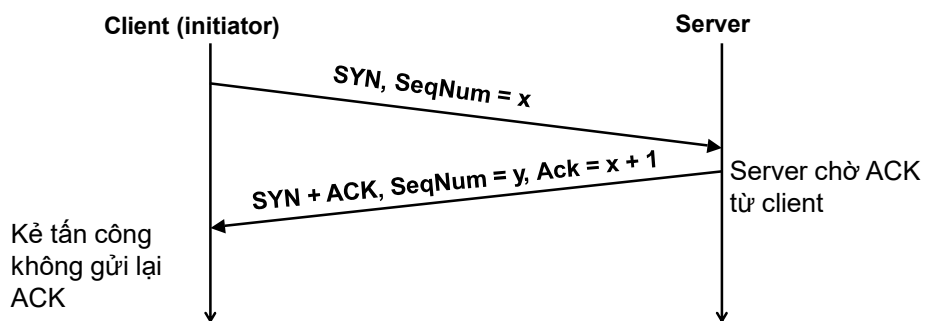 Client (initiator)
Server
SYN, SeqNum = x
SYN + ACK, SeqNum = y, Ack = x + 1
Server chờ ACK
từ client
Kẻ tấn công
không gửi lại
ACK